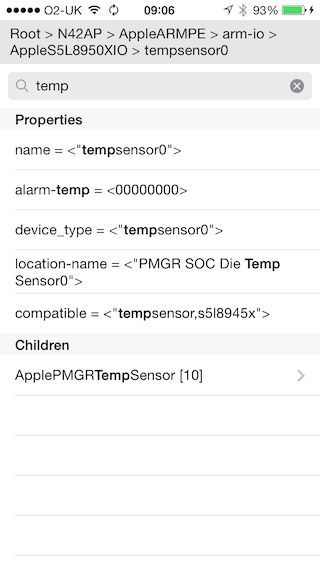 O2-UK 09:06 93%
Root > N42AP > AppleARMPE > arm-io >
AppleS5L8950XIO > tempsensor0
temp
Properties
name = <"tempsensor0">
alarm-temp = <00000000>
device_type = <"tempsensor0">
location-name = <"PMGR SOC Die Temp
Sensor0">
compatible = <"tempsensor,s5l8945x">
Children
ApplePMGRTempSensor [10]